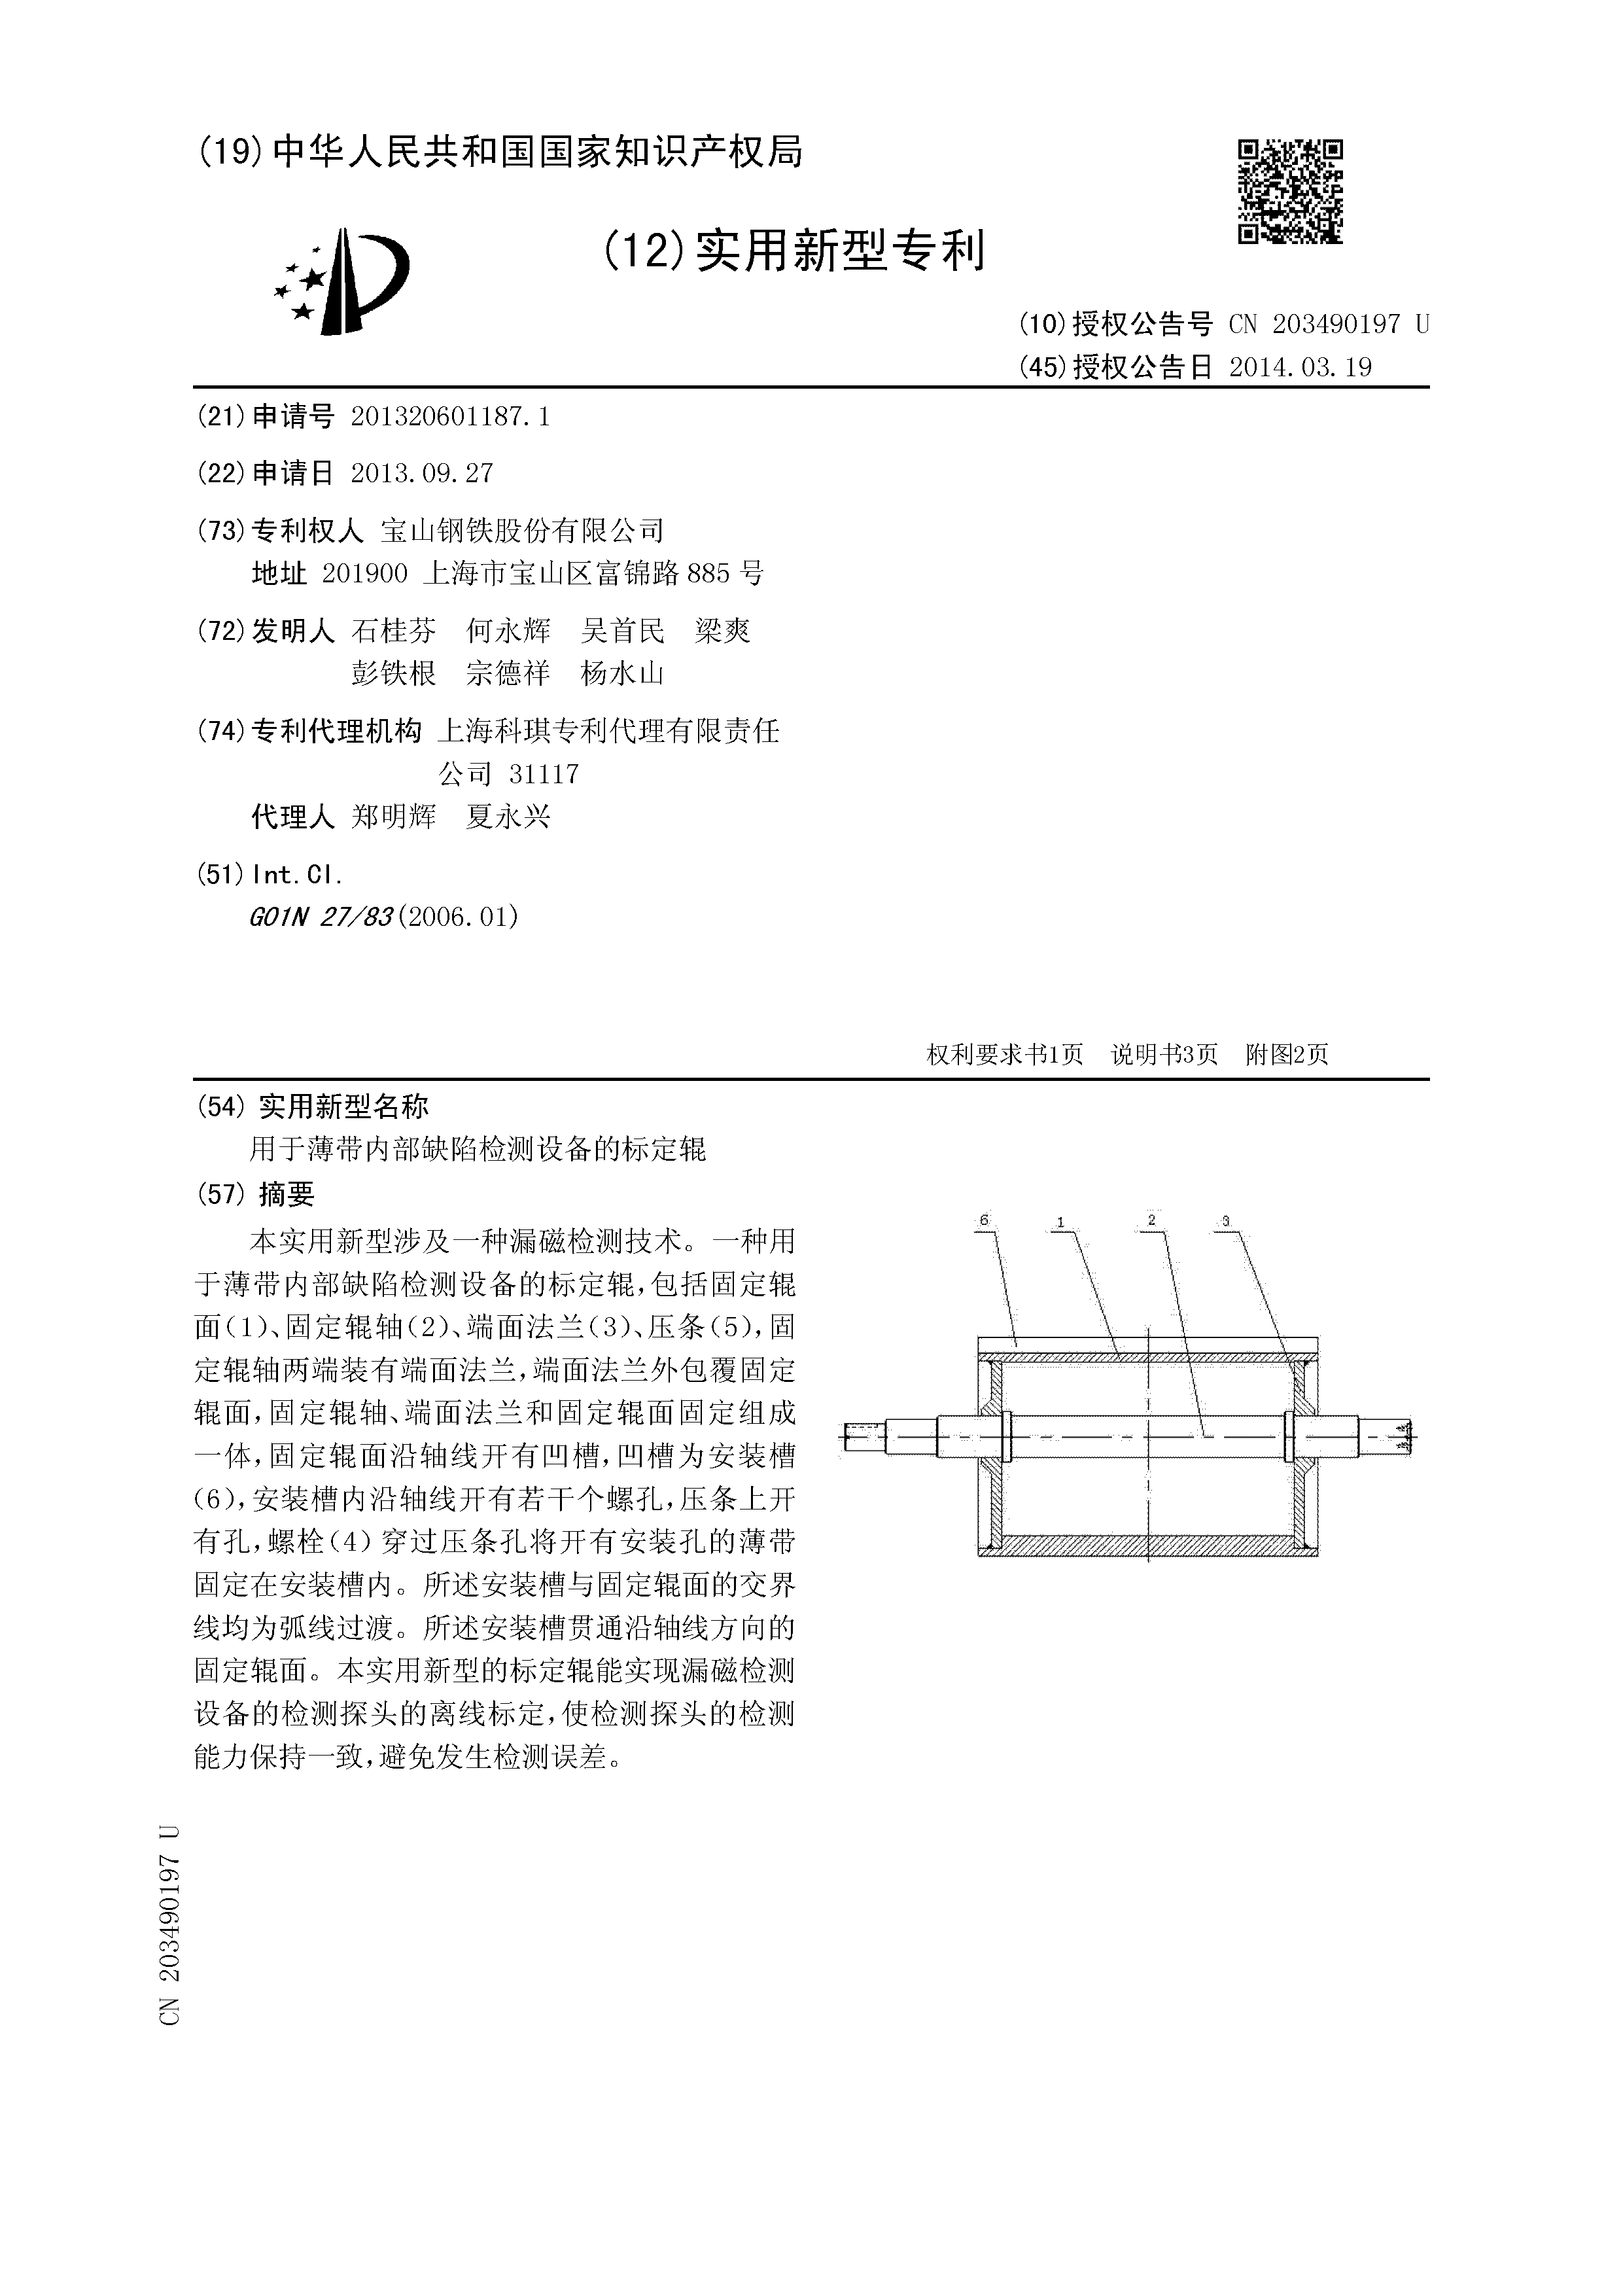 (19)中华人民共和国国家知识产权局
(12)实用新型专利
(10)授权公告号 CN 203490197 U
(45)授权公告日 2014.03.19
(21)申请号 201320601187.1
(22)申请日 2013.09.27
(73)专利权人 宝山钢铁股份有限公司
地址 201900 上海市宝山区富锦路885号
(72)发明人 石桂芬 何永辉 吴首民 梁爽
彭铁根 宗德祥 杨水山
(74)专利代理机构 上海科琪专利代理有限责任
公司 31117
代理人 郑明辉 夏永兴
(51)Int.Cl.
G01N 27/83(2006.01)
权利要求书1页 说明书3页 附图2页
(54)实用新型名称
用于薄带内部缺陷检测设备的标定辊
(57)摘要
本实用新型涉及一种漏磁检测技术。一种用
于薄带内部缺陷检测设备的标定辊,包括固定辊
面(1)、固定辊轴(2)、端面法兰(3)、压条(5),固
定辊轴两端装有端面法兰,端面法兰外包覆固定
辊面,固定辊轴、端面法兰和固定辊面固定组成
一体,固定辊面沿轴线开有凹槽,凹槽为安装槽
(6),安装槽内沿轴线开有若干个螺孔,压条上开
有孔,螺栓(4)穿过压条孔将开有安装孔的薄带
固定在安装槽内。所述安装槽与固定辊面的交界
线均为弧线过渡。所述安装槽贯通沿轴线方向的
固定辊面。本实用新型的标定辊能实现漏磁检测
设备的检测探头的离线标定,使检测探头的检测
能力保持一致,避免发生检测误差。
6 1 2 3
CN 203490197 U